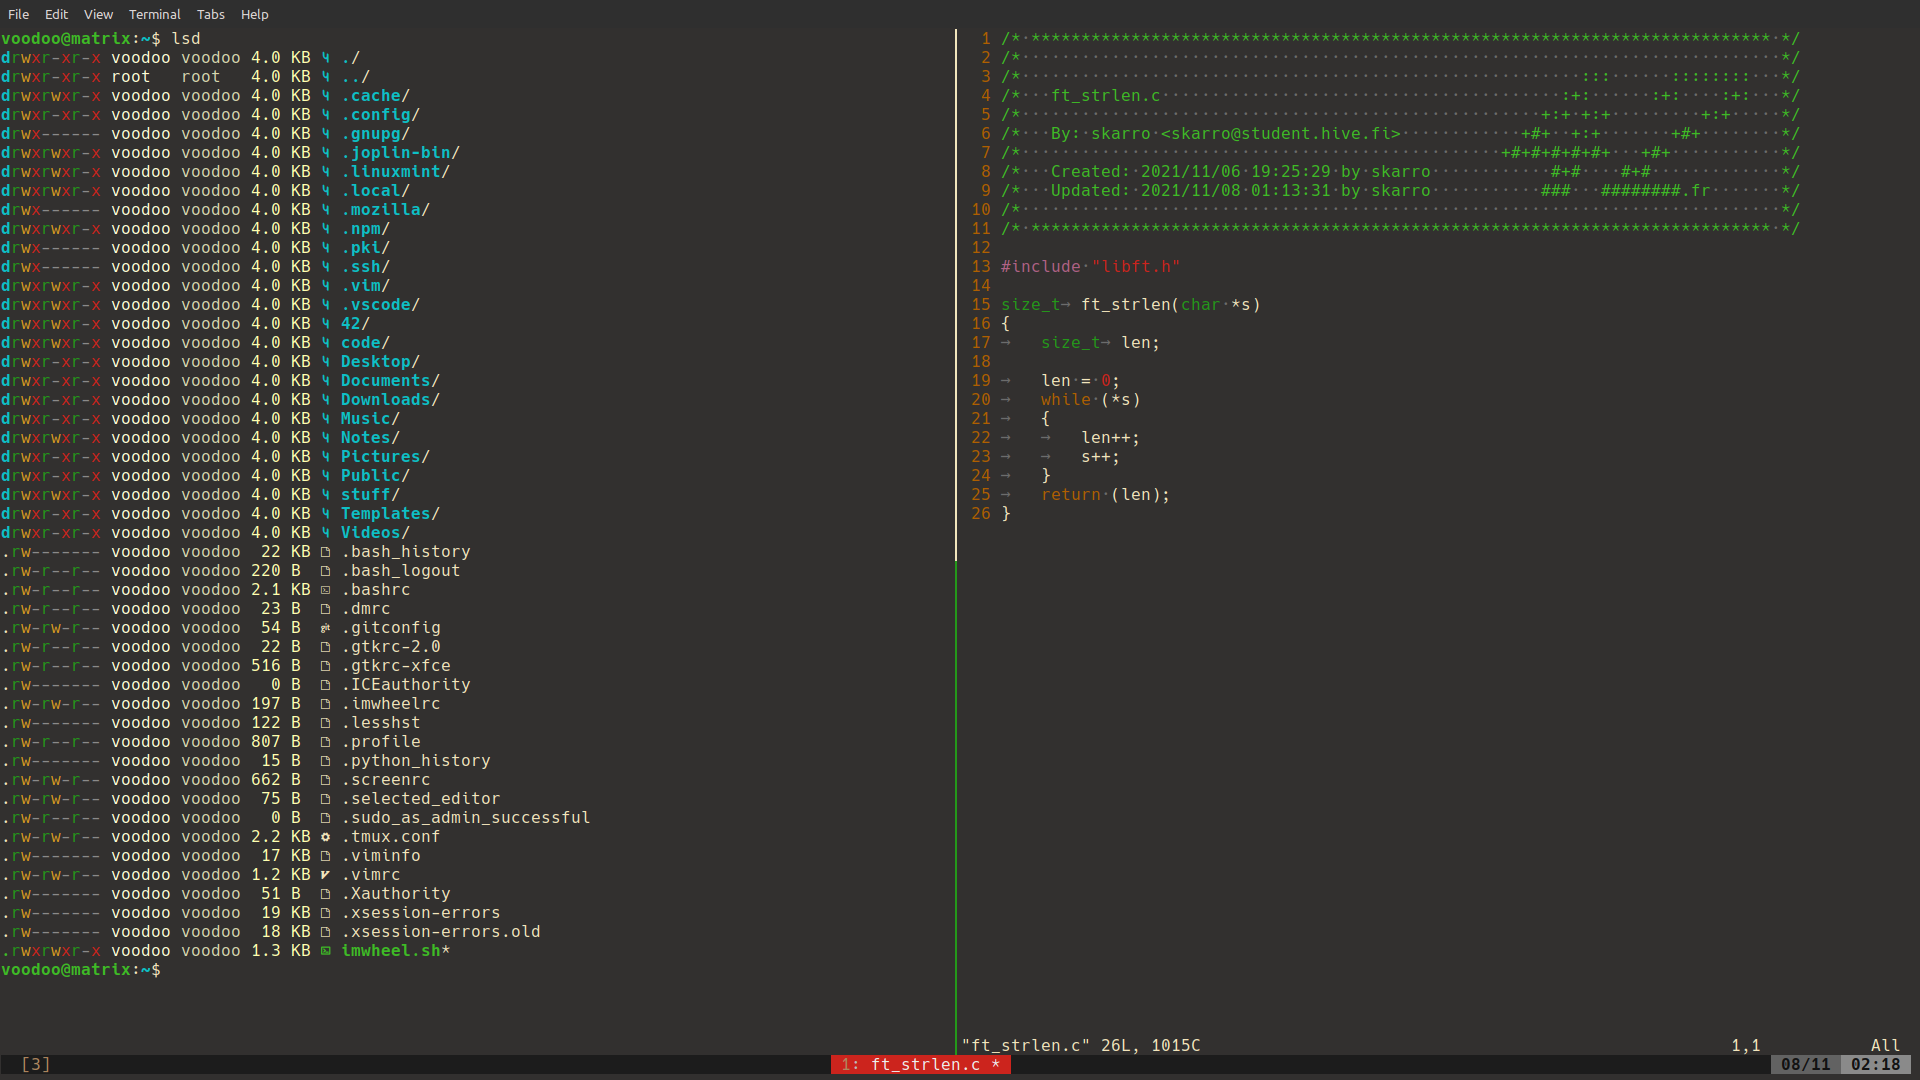 File Edit View Terminal Tabs Help
voodoo@matrix:~$ lsd
drwxr-xr-x voodoo voodoo 4.0 KB ./
drwxr-xr-x root root 4.0 KB ../
drwxrwxr-x voodoo voodoo 4.0 KB .cache/
drwxr-xr-x voodoo voodoo 4.0 KB .config/
drwx------ voodoo voodoo 4.0 KB .gnupg/
drwxrwxr-x voodoo voodoo 4.0 KB .joplin-bin/
drwxrwxr-x voodoo voodoo 4.0 KB .linuxmint/
drwxrwxr-x voodoo voodoo 4.0 KB .local/
drwx------ voodoo voodoo 4.0 KB .mozilla/
drwxrwxr-x voodoo voodoo 4.0 KB .npm/
drwx------ voodoo voodoo 4.0 KB .pki/
drwx------ voodoo voodoo 4.0 KB .ssh/
drwxrwxr-x voodoo voodoo 4.0 KB .vim/
drwxrwxr-x voodoo voodoo 4.0 KB .vscode/
drwxrwxr-x voodoo voodoo 4.0 KB 42/
drwxrwxr-x voodoo voodoo 4.0 KB code/
drwxr-xr-x voodoo voodoo 4.0 KB Desktop/
drwxr-xr-x voodoo voodoo 4.0 KB Documents/
drwxr-xr-x voodoo voodoo 4.0 KB Downloads/
drwxr-xr-x voodoo voodoo 4.0 KB Music/
drwxrwxr-x voodoo voodoo 4.0 KB Notes/
drwxr-xr-x voodoo voodoo 4.0 KB Pictures/
drwxr-xr-x voodoo voodoo 4.0 KB Public/
drwxrwxr-x voodoo voodoo 4.0 KB stuff/
drwxr-xr-x voodoo voodoo 4.0 KB Templates/
drwxr-xr-x voodoo voodoo 4.0 KB Videos/
.rw------- voodoo voodoo 22 KB .bash_history
.rw-r--r-- voodoo voodoo 220 B .bash_logout
.rw-r--r-- voodoo voodoo 2.1 KB .bashrc
.rw-r--r-- voodoo voodoo 23 B .dmrc
.rw-rw-r-- voodoo voodoo 54 B .gitconfig
.rw-r--r-- voodoo voodoo 22 B .gtkrc-2.0
.rw-r--r-- voodoo voodoo 516 B .gtkrc-xfce
.rw------- voodoo voodoo 0 B .ICEauthority
.rw-rw-r-- voodoo voodoo 197 B .imwheelrc
.rw------- voodoo voodoo 122 B .lesshst
.rw-r--r-- voodoo voodoo 807 B .profile
.rw------- voodoo voodoo 15 B .python_history
.rw-rw-r-- voodoo voodoo 662 B .screenrc
.rw-rw-r-- voodoo voodoo 75 B .selected_editor
.rw-r--r-- voodoo voodoo 0 B .sudo_as_admin_successful
.rw-rw-r-- voodoo voodoo 2.2 KB .tmux.conf
.rw------- voodoo voodoo 17 KB .viminfo
.rw-rw-r-- voodoo voodoo 1.2 KB .vimrc
.rw------- voodoo voodoo 51 B .Xauthority
.rw------- voodoo voodoo 19 KB .xsession-errors
.rw------- voodoo voodoo 18 KB .xsession-errors.old
.rwxrwxr-x voodoo voodoo 1.3 KB imwheel.sh*
voodoo@matrix:~$
1 /* ************************************************************************** */
2 /* */
3 /* ::: :::::::: */
4 /* ft_strlen.c :+: :+: :+: */
5 /* +:+ +:+ +:+ */
6 /* By: skarro <skarro@student.hive.fi> +#+ +:+ +#+ */
7 /* +#+#+#+#+#+ +#+ */
8 /* Created: 2021/11/06 19:25:29 by skarro #+# #+# */
9 /* Updated: 2021/11/08 01:13:31 by skarro ### ########.fr */
10 /* */
11 /* ************************************************************************** */
12
13 #include "libft.h"
14
15 size_t→ ft_strlen(char *s)
16 {
17 → size_t→ len;
18
19 → len = 0;
20 → while (*s)
21 → {
22 → → len++;
23 → → s++;
24 → }
25 → return (len);
26 }
"ft_strlen.c" 26L, 1015C 1,1 All
[3] 1: ft_strlen.c * 08/11 02:18